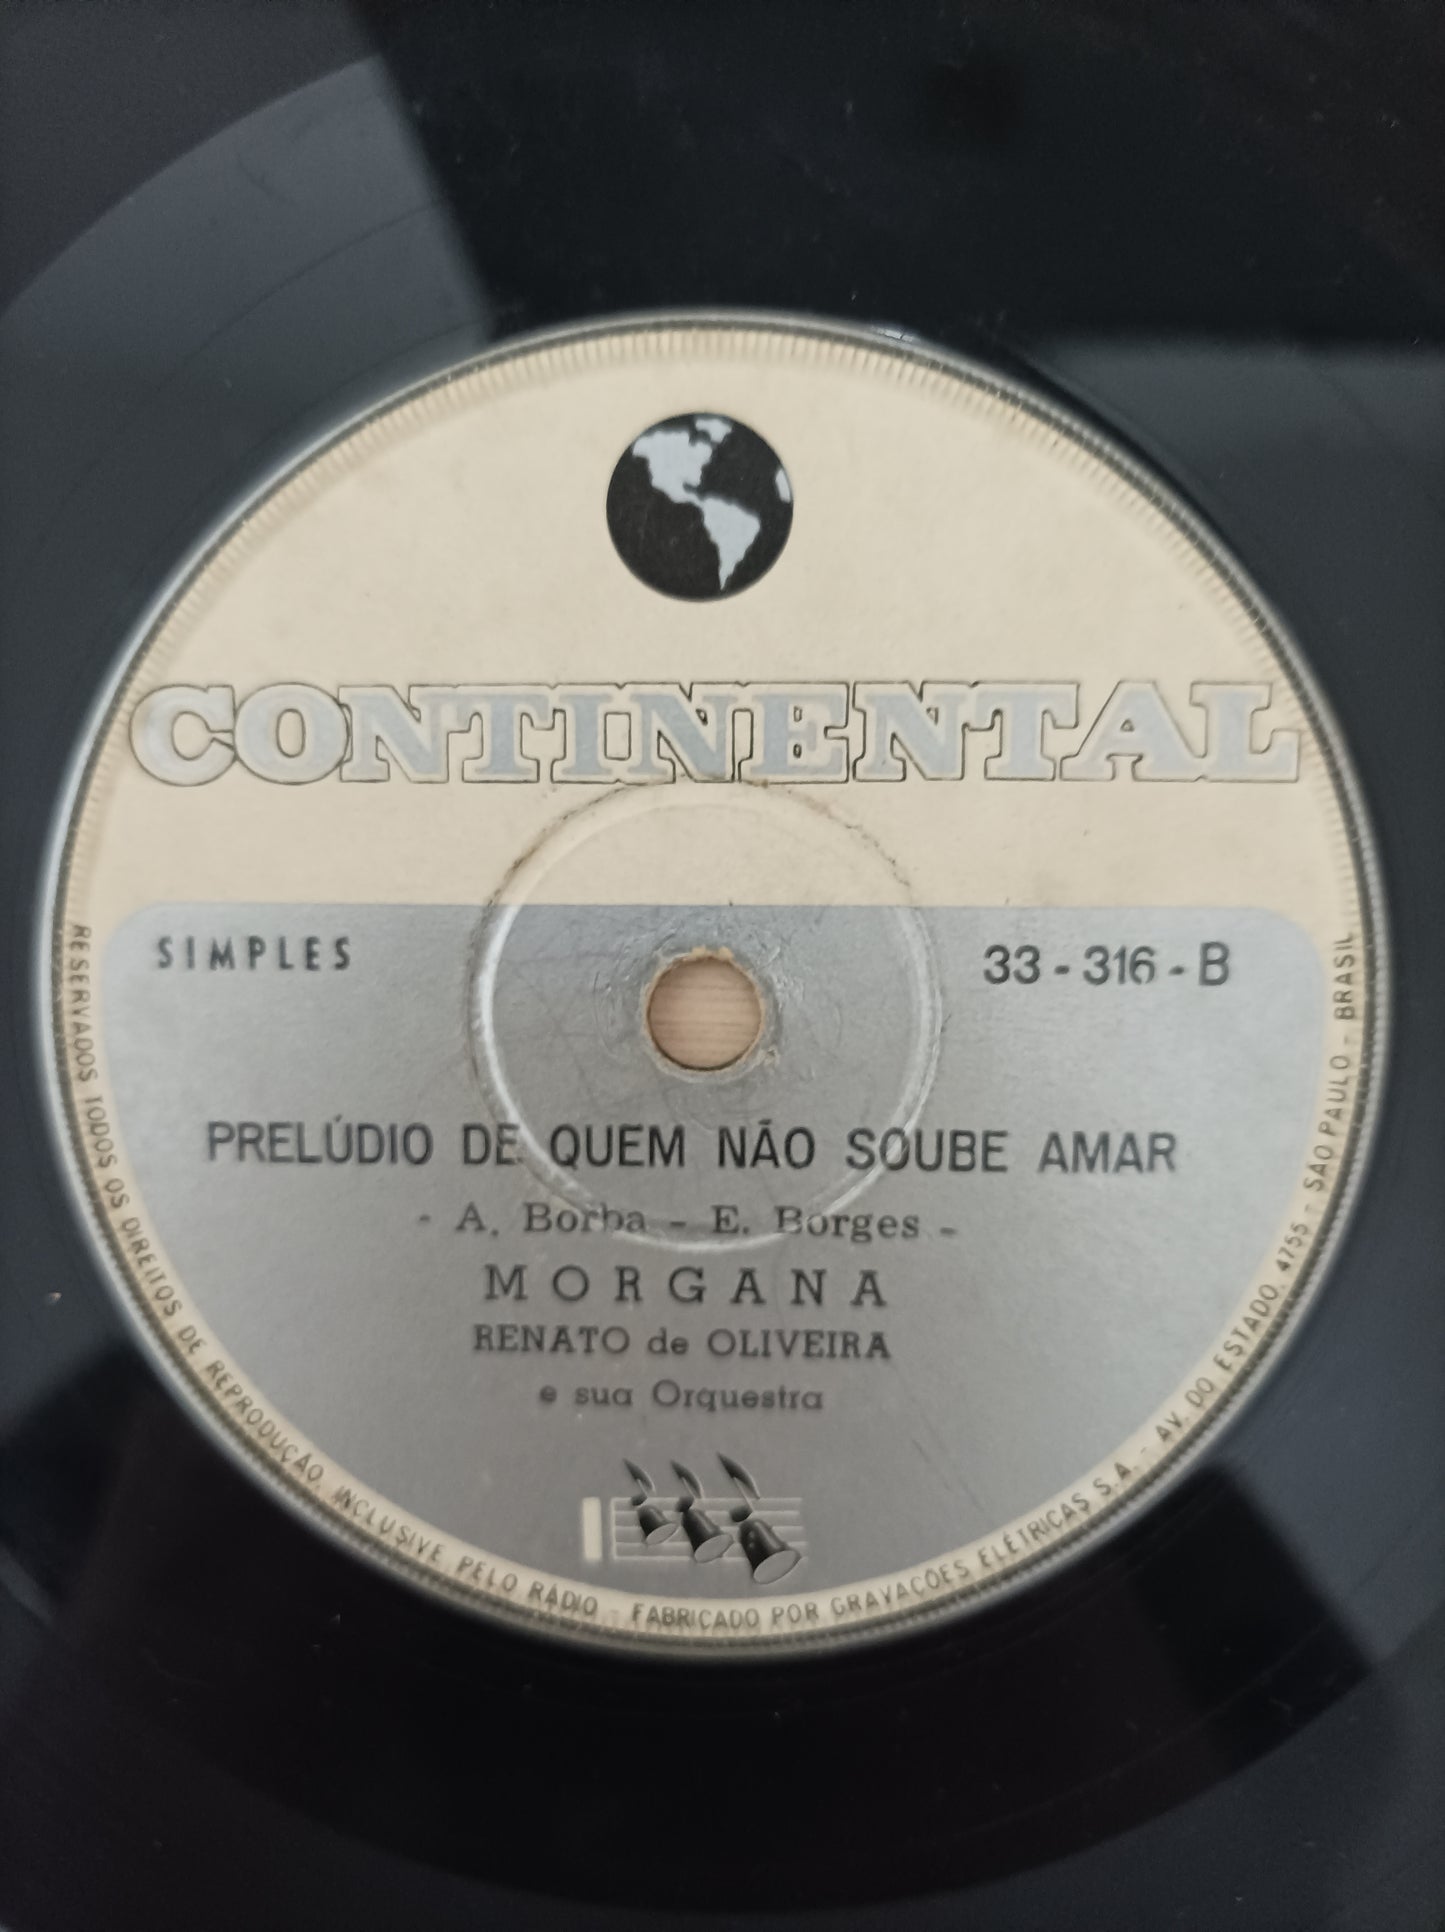 CONTINENTAL
SIMPLES
33 - 316 - B
PRELÚDIO DE QUEM NÃO SOUBE AMAR
- A. Borba - E. Borges -
MORGANA
RENATO de OLIVEIRA
e sua Orquestra
RESERVADOS TODOS OS DIREITOS DE REPRODUÇÃO, INCLUSIVE PELO RÁDIO - FABRICADO POR GRAVAÇÕES ELÉTRICAS S.A. - AV. DO ESTADO, 4755 - SÃO PAULO - BRASIL